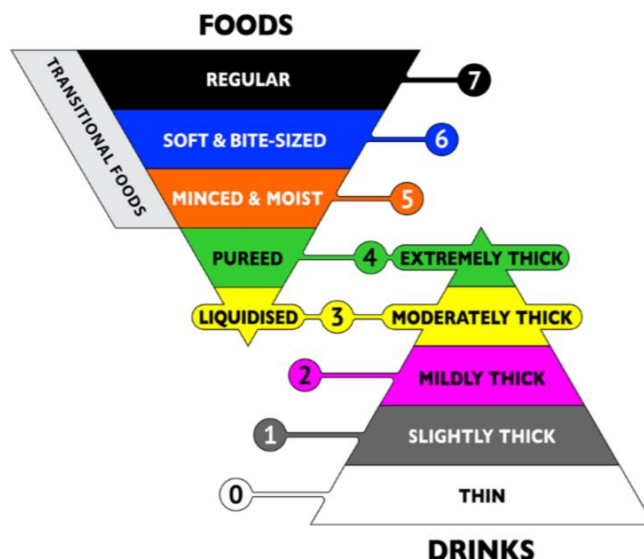 FOODS
TRANSITIONAL FOODS
REGULAR 7
SOFT & BITE-SIZED 6
MINCED & MOIST 5
PUREED 4 EXTREMELY THICK
LIQUIDISED 3 MODERATELY THICK
2 MILDLY THICK
1 SLIGHTLY THICK
0 THIN
DRINKS